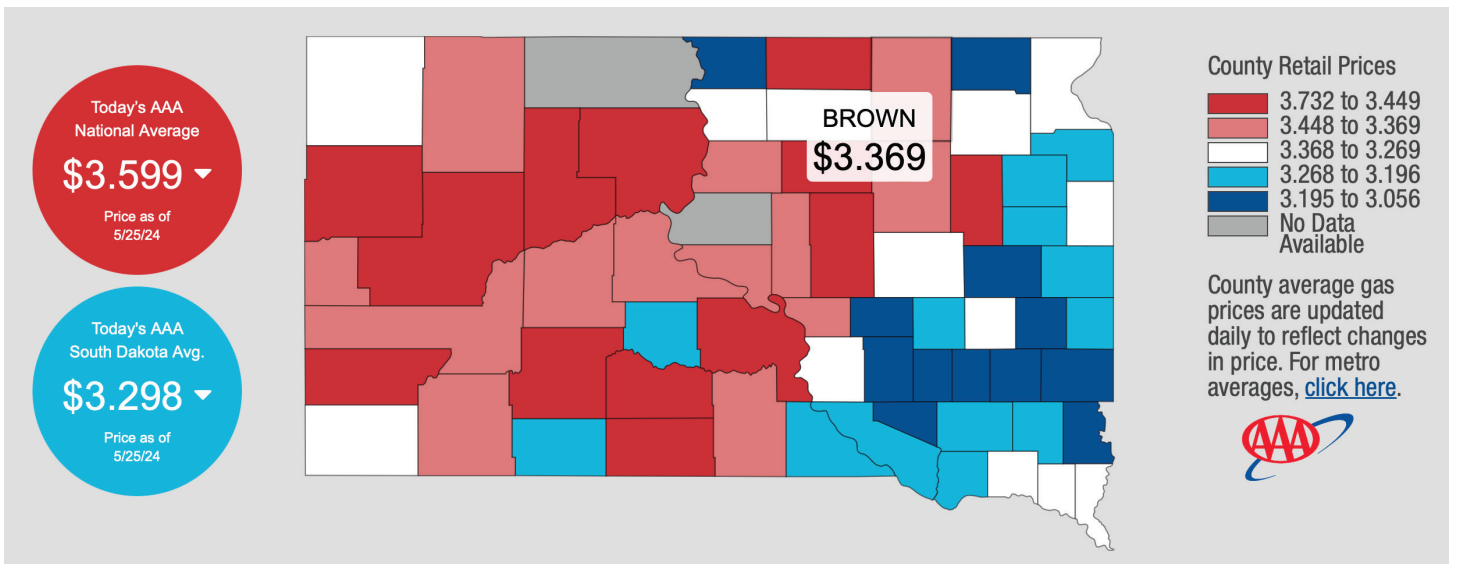 Today's AAA
National Average
$3.599
Price as of
5/25/24
Today's AAA
South Dakota Avg.
$3.298
Price as of
5/25/24
BROWN
$3.369
County Retail Prices
3.732 to 3.449
3.448 to 3.369
3.368 to 3.269
3.268 to 3.196
3.195 to 3.056
No Data
Available
County average gas
prices are updated
daily to reflect changes
in price. For metro
averages, click here.
AAA